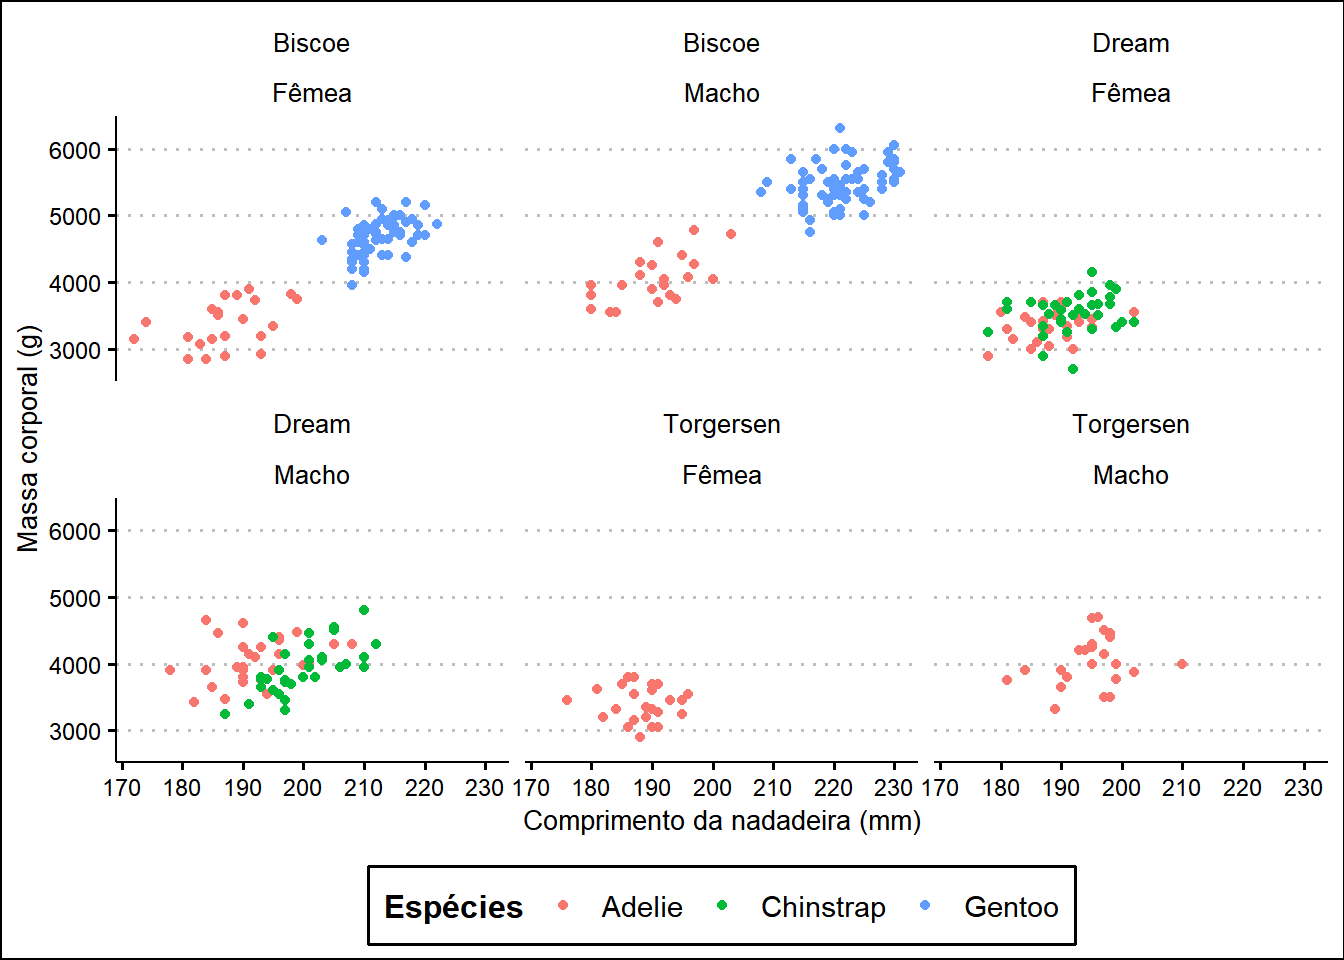 Biscoe Biscoe Dream
Fêmea Macho Fêmea
6000
5000
4000
3000
Massa corporal (g)
Dream Torgersen Torgersen
Macho Fêmea Macho
6000
5000
4000
3000
170 180 190 200 210 220 230 170 180 190 200 210 220 230 170 180 190 200 210 220 230
Comprimento da nadadeira (mm)
Espécies Adelie Chinstrap Gentoo